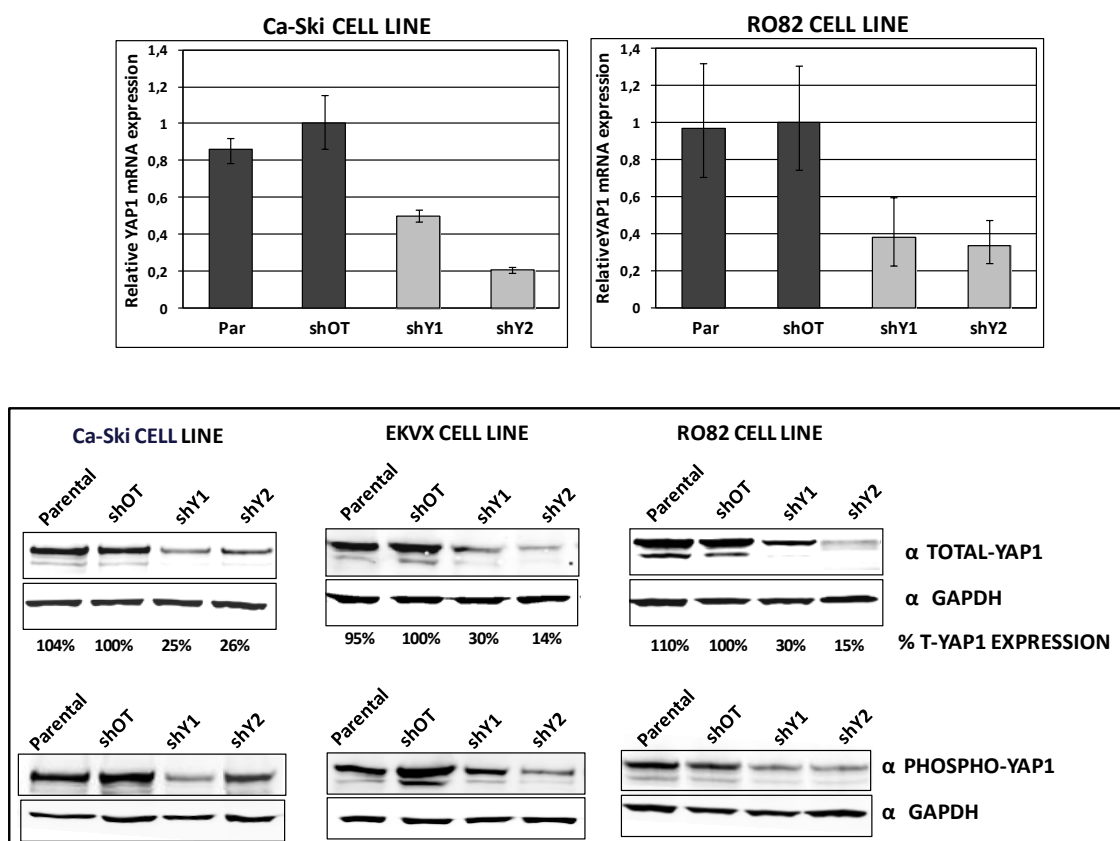 Ca-Ski CELL LINE
Relative YAP1 mRNA expression
1,4
1,2
1
0,8
0,6
0,4
0,2
0
Par shOT shY1 shY2
RO82 CELL LINE
RelativeYAP1 mRNA expression
1,4
1,2
1
0,8
0,6
0,4
0,2
0
Par shOT shY1 shY2
Ca-Ski CELL LINE EKVX CELL LINE RO82 CELL LINE
Parental shOT shY1 shY2 Parental shOT shY1 shY2 Parental shOT shY1 shY2
α TOTAL-YAP1
α GAPDH
104% 100% 25% 26% 95% 100% 30% 14% 110% 100% 30% 15% % T-YAP1 EXPRESSION
Parental shOT shY1 shY2 Parental shOT shY1 shY2 Parental shOT shY1 shY2
α PHOSPHO-YAP1
α GAPDH